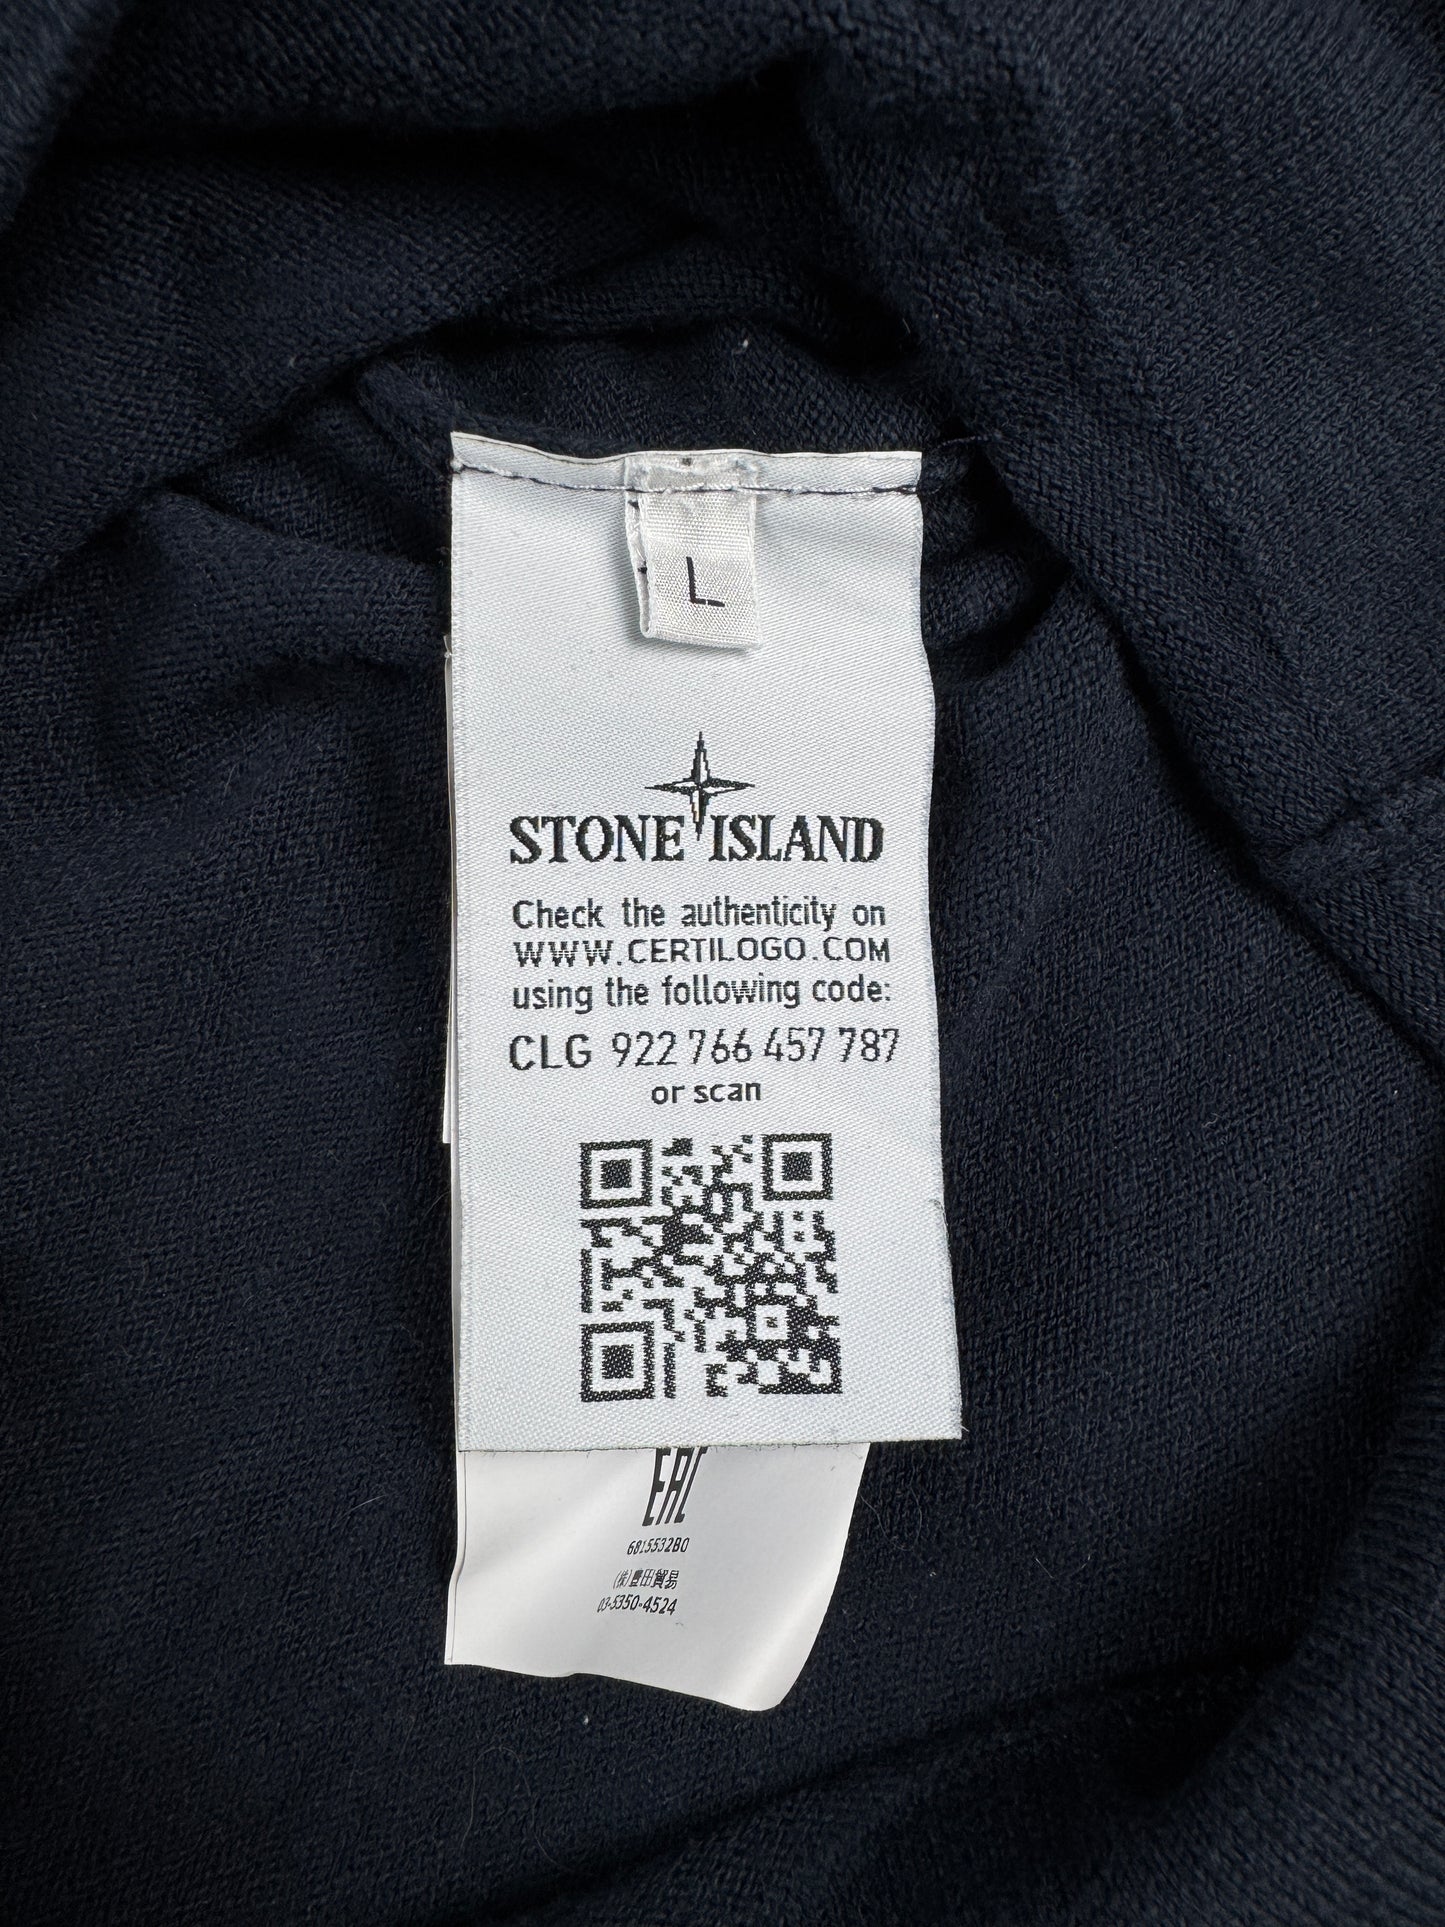 L
STONE ISLAND
Check the authenticity on
WWW.CERTILOGO.COM
using the following code:
CLG 922 766 457 787
or scan
EAC
6815532B0
(株)豊田貿易
03-5350-4524